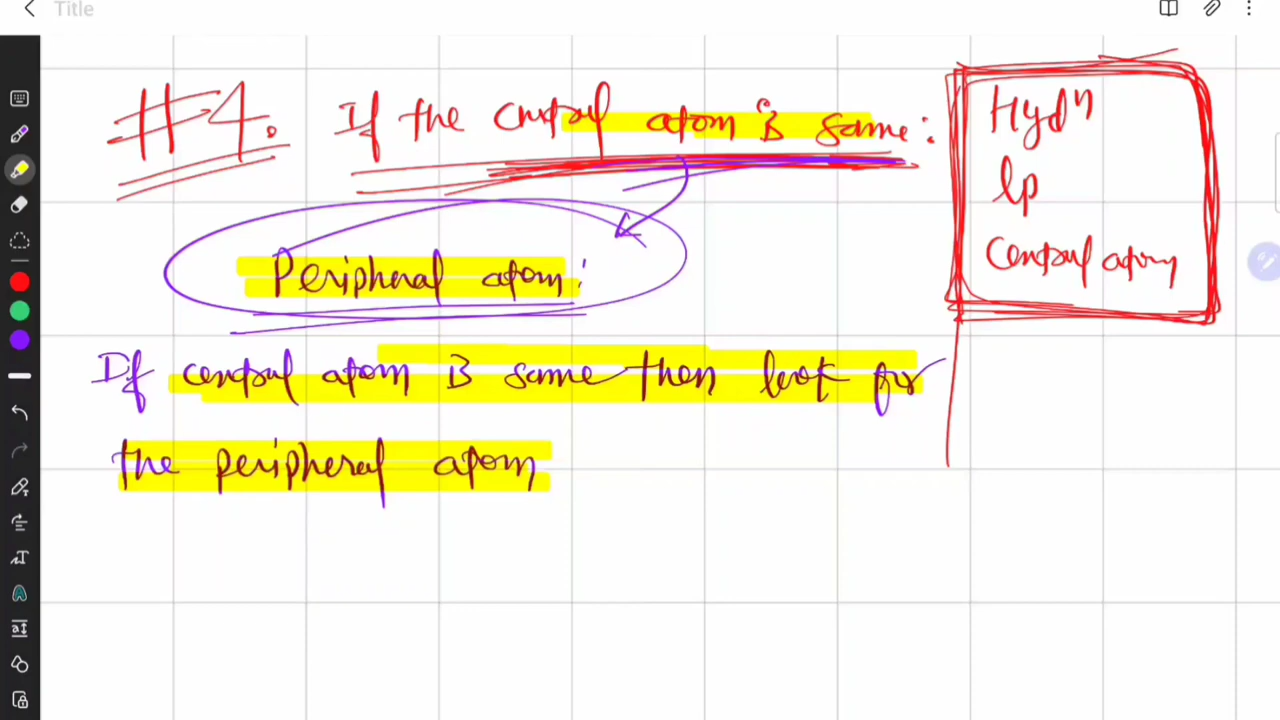 Title
#4. If the central atom is same:
Peripheral atom:
If central atom is same then look for
the peripheral atom
Hydⁿ
lp
Central atom